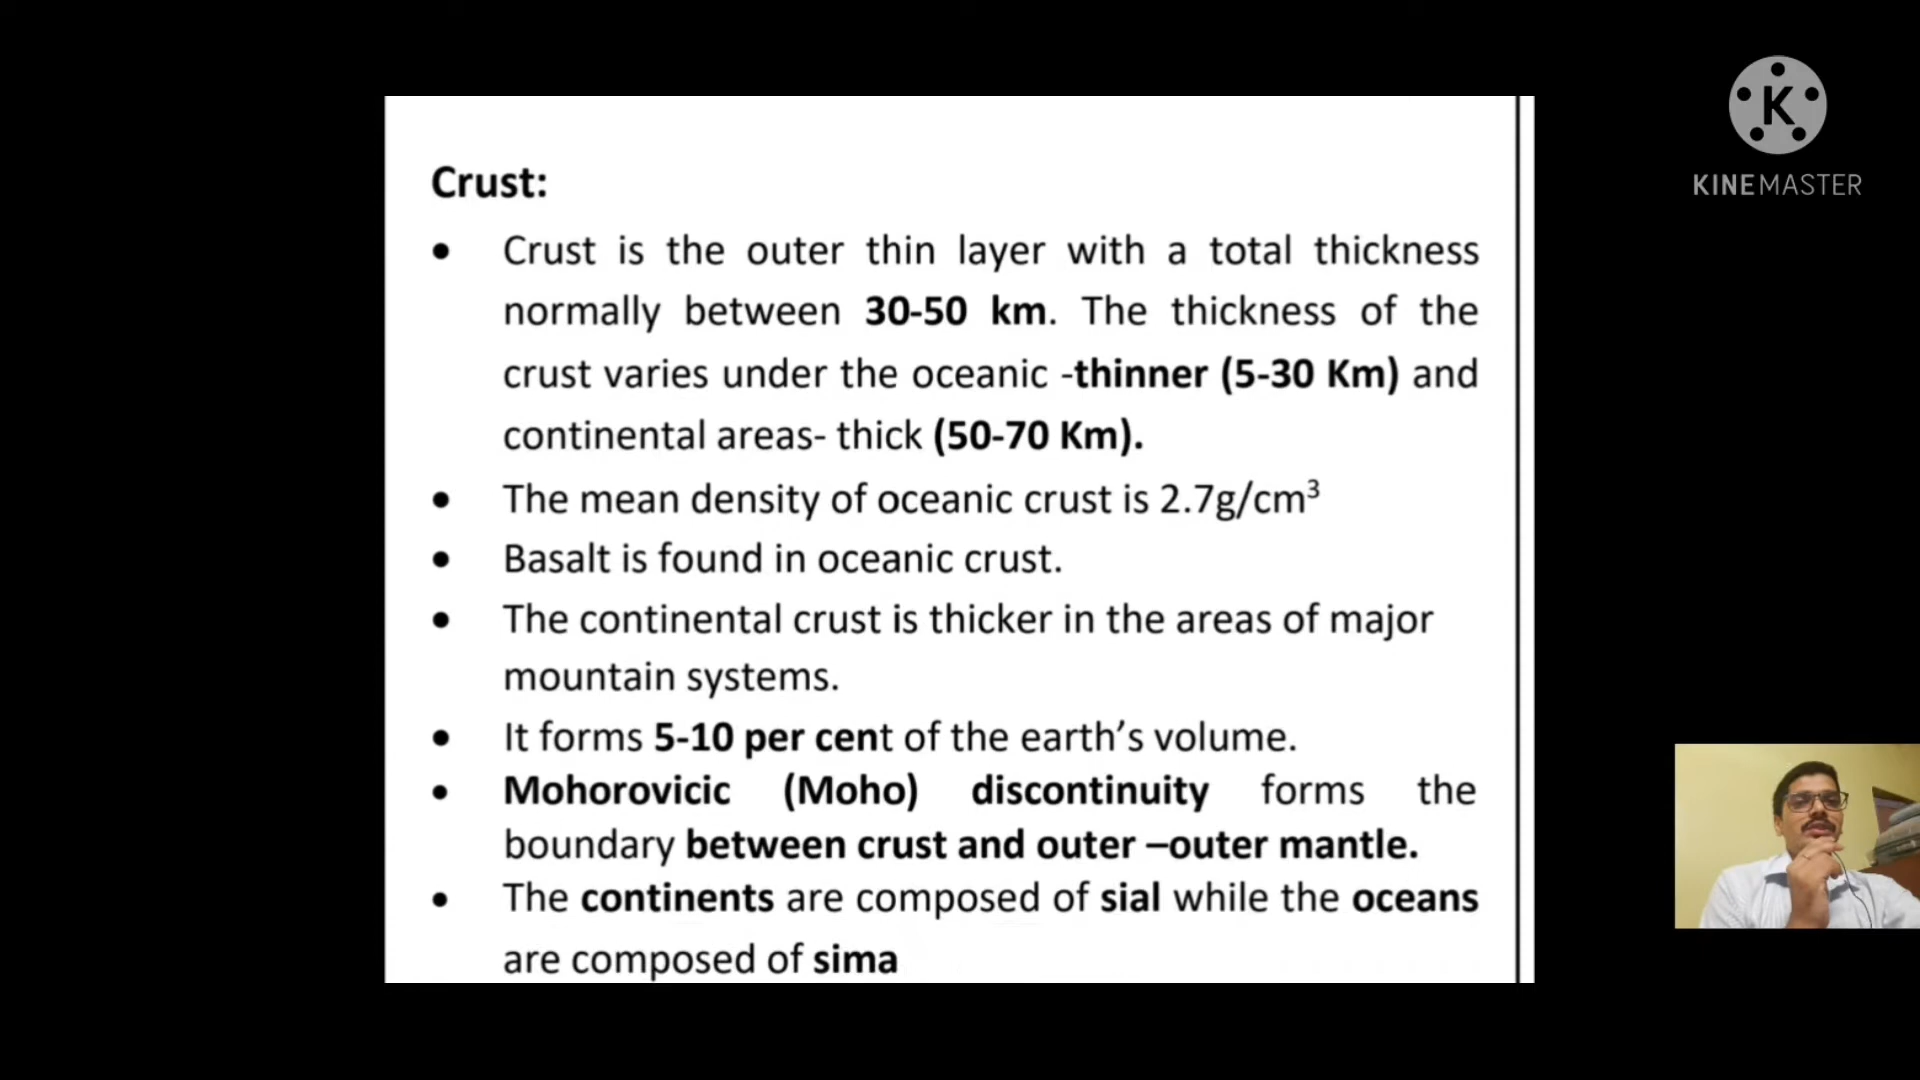 K
KINEMASTER
Crust:
• Crust is the outer thin layer with a total thickness
normally between 30-50 km. The thickness of the
crust varies under the oceanic -thinner (5-30 Km) and
continental areas- thick (50-70 Km).
• The mean density of oceanic crust is 2.7g/cm³
• Basalt is found in oceanic crust.
• The continental crust is thicker in the areas of major
mountain systems.
• It forms 5-10 per cent of the earth’s volume.
• Mohorovicic (Moho) discontinuity forms the
boundary between crust and outer –outer mantle.
• The continents are composed of sial while the oceans
are composed of sima